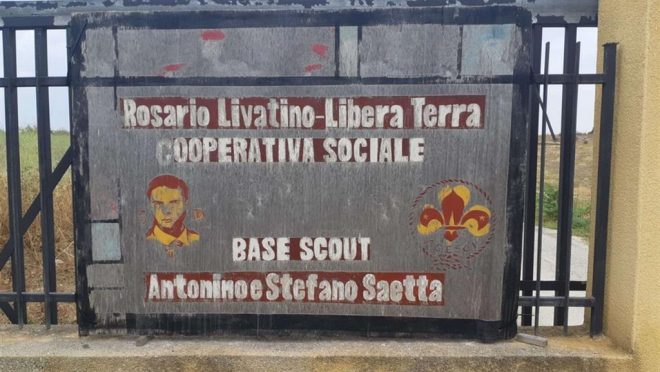 Rosario Livatino-Libera Terra
COOPERATIVA SOCIALE
BASE SCOUT
Antonino e Stefano Saetta